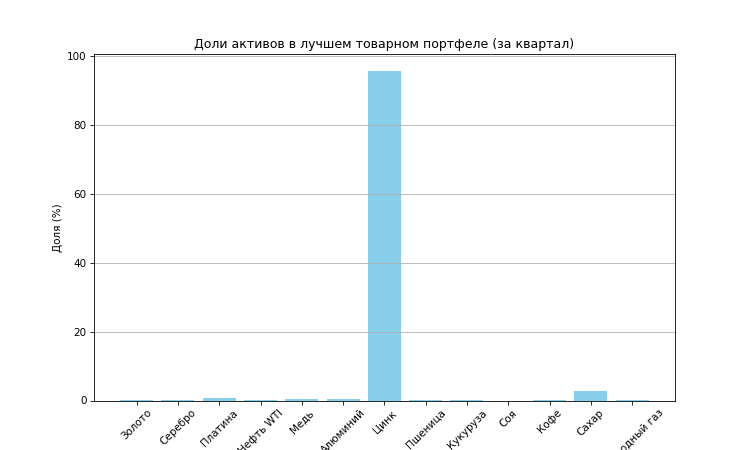 Доли активов в лучшем товарном портфеле (за квартал)
Доля (%)
100
80
60
40
20
0
Золото
Серебро
Платина
Нефть WTI
Медь
Алюминий
Цинк
Пшеница
Кукуруза
Соя
Кофе
Сахар
одный газ